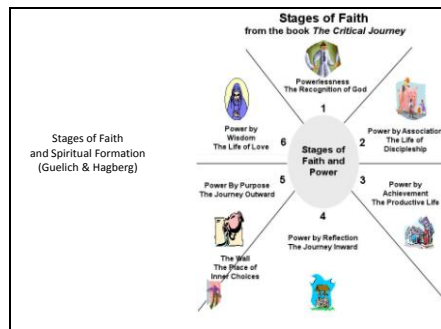 Stages of Faith
from the book The Critical Journey
Stages of Faith
and Spiritual Formation
(Guelich & Hagberg)
Powerlessness
The Recognition of God
1
Power by Association
The Life of
Discipleship
2
Power by
Achievement
The Productive Life
3
4
Power by Reflection
The Journey Inward
The Wall
The Place of
Inner Choices
5
Power By Purpose
The Journey Outward
6
Power by
Wisdom
The Life of Love
Stages of
Faith and
Power